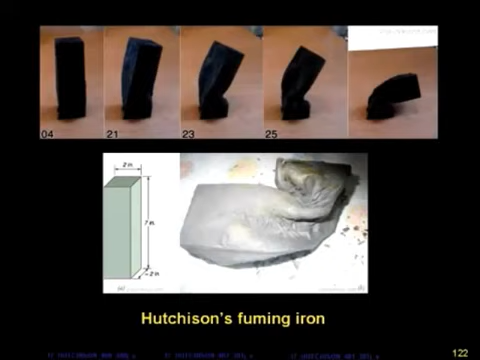 04
21
23
25
2 in.
7 in.
2 in.
(a)
(b)
Hutchison's fuming iron
122